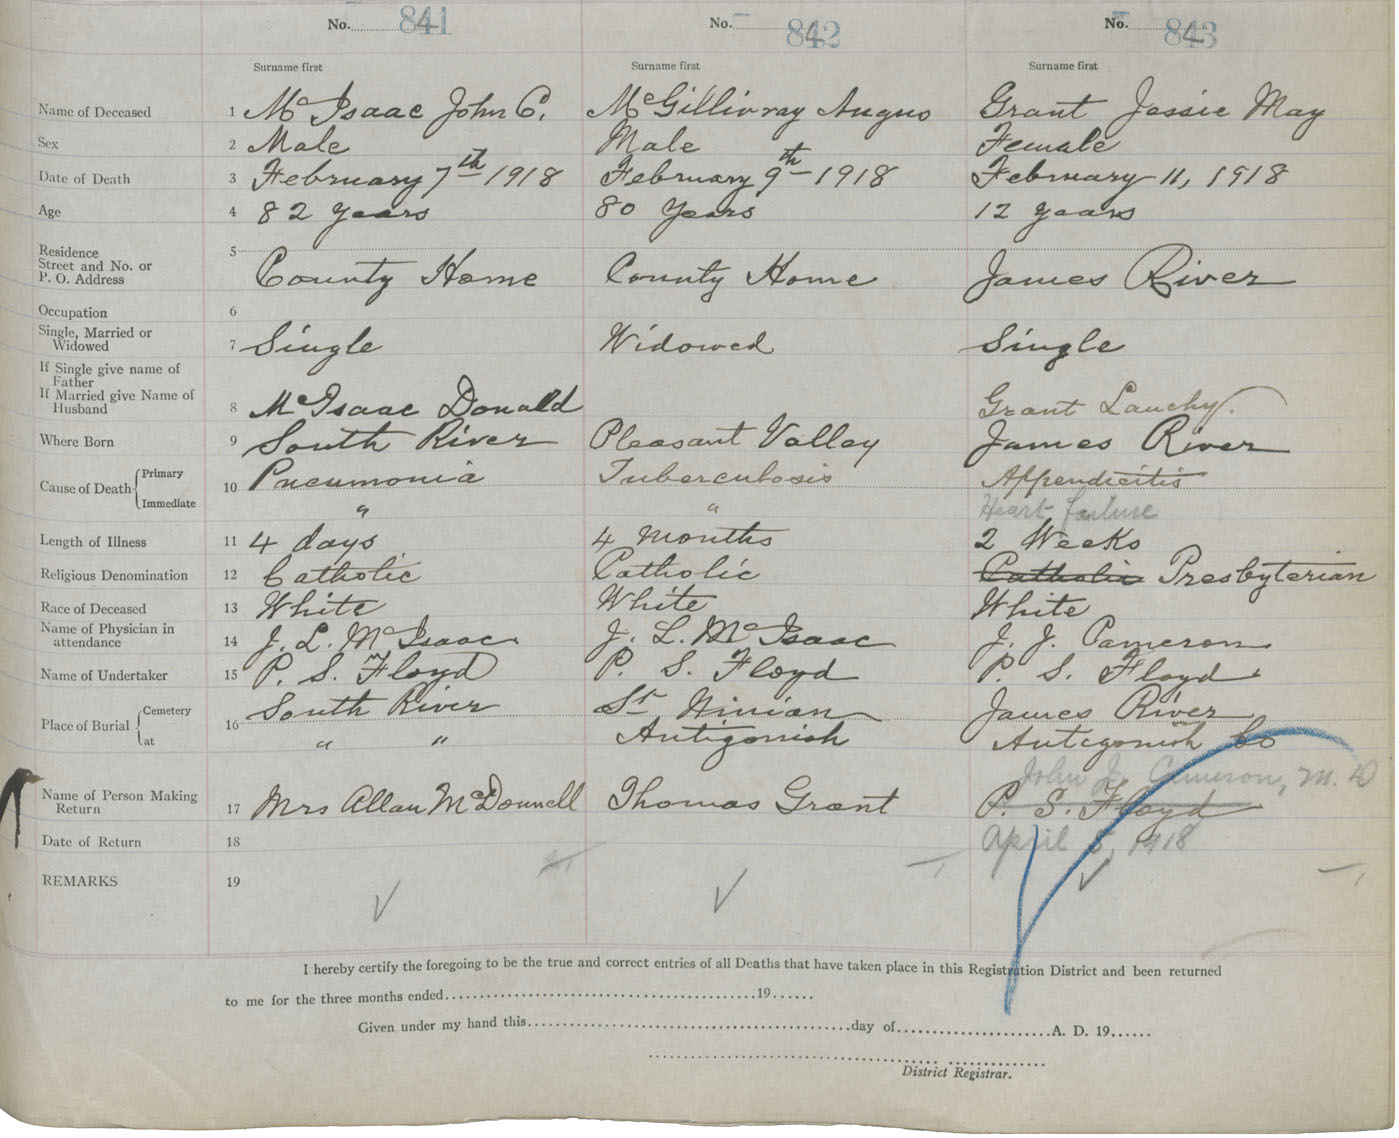 No. 841 No. 842 No. 843
Surname first Surname first Surname first
Name of Deceased 1 McIsaac John C. McGillivray Angus Grant Jessie May
Sex 2 Male Male Female
Date of Death 3 February 7th 1918 February 9th 1918 February 11, 1918
Age 4 82 years 80 Years 12 years
Residence 5
Street and No. or
P. O. Address County Home County Home James River
Occupation 6
Single, Married or
Widowed 7 Single Widowed Single
If Single give name of
Father
If Married give Name of
Husband 8 McIsaac Donald Grant Lauchy.
Where Born 9 South River Pleasant Valley James River
Cause of Death Primary 10 Pneumonia Tuberculosis Appendicitis
Immediate " " Heart failure
Length of Illness 11 4 days 4 Months 2 Weeks
Religious Denomination 12 Catholic Catholic Catholic Presbyterian
Race of Deceased 13 White White White
Name of Physician in
attendance 14 J. L. McIsaac J. L. McIsaac J. J. Cameron
Name of Undertaker 15 P. S. Floyd P. S. Floyd P. S. Floyd
Place of Burial Cemetery 16 South River St Ninian James River
at " " Antigonish Antigonish Co
John J. Cameron, M.D
Name of Person Making
Return 17 Mrs Allan McDonnell Thomas Grant P. S. Floyd
Date of Return 18 April 8, 1918
REMARKS 19
I hereby certify the foregoing to be the true and correct entries of all Deaths that have taken place in this Registration District and been returned
to me for the three months ended 19
Given under my hand this day of A. D. 19
District Registrar.